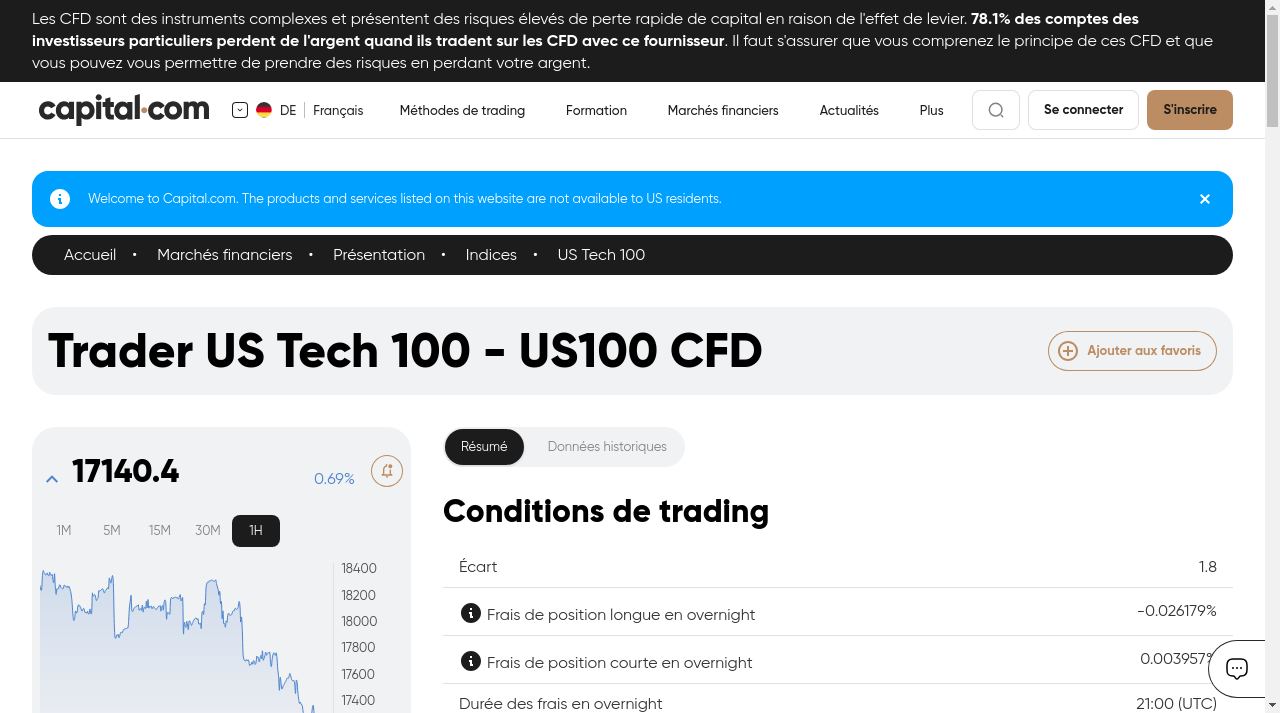 Les CFD sont des instruments complexes et présentent des risques élevés de perte rapide de capital en raison de l'effet de levier. 78.1% des comptes des
investisseurs particuliers perdent de l'argent quand ils tradent sur les CFD avec ce fournisseur. Il faut s'assurer que vous comprenez le principe de ces CFD et que
vous pouvez vous permettre de prendre des risques en perdant votre argent.
capital.com DE Français Méthodes de trading Formation Marchés financiers Actualités Plus Se connecter S'inscrire
Welcome to Capital.com. The products and services listed on this website are not available to US residents.
Accueil • Marchés financiers • Présentation • Indices • US Tech 100
Trader US Tech 100 - US100 CFD
Ajouter aux favoris
17140.4
0.69%
1M 5M 15M 30M 1H
18400
18200
18000
17800
17600
17400
Résumé Données historiques
Conditions de trading
Écart 1.8
Frais de position longue en overnight -0.026179%
Frais de position courte en overnight 0.003957%
Durée des frais en overnight 21:00 (UTC)